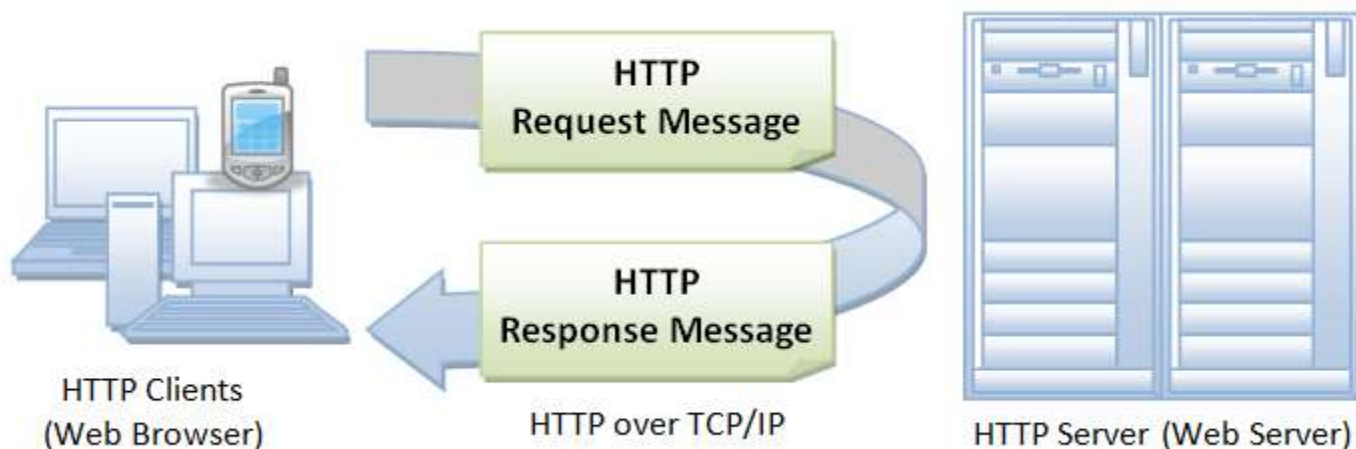 HTTP
Request Message
HTTP
Response Message
HTTP Clients
(Web Browser)
HTTP over TCP/IP
HTTP Server (Web Server)